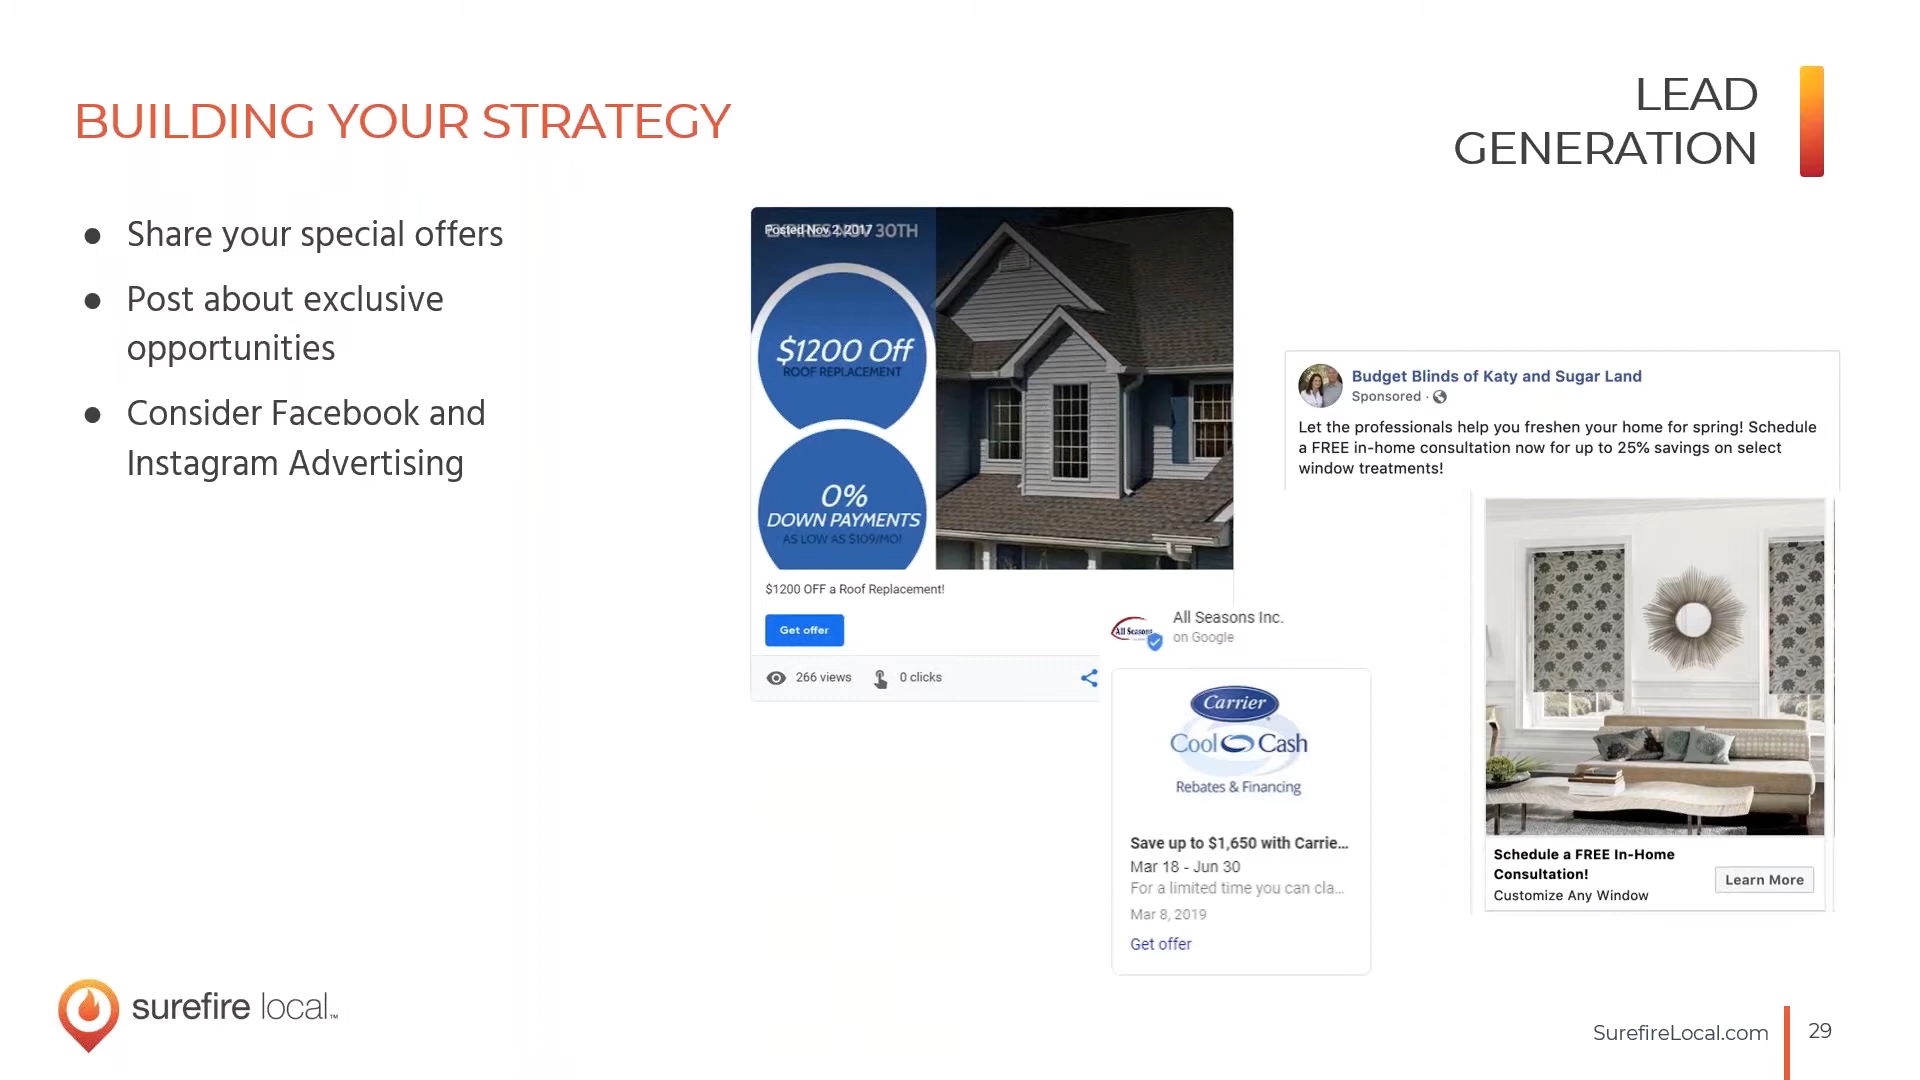 BUILDING YOUR STRATEGY
LEAD
GENERATION
● Share your special offers
● Post about exclusive
opportunities
● Consider Facebook and
Instagram Advertising
EXPIRES NOV 30TH
Posted Nov 2, 2017
$1200 Off
ROOF REPLACEMENT
0%
DOWN PAYMENTS
AS LOW AS $109/MO!
$1200 OFF a Roof Replacement!
Get offer
266 views 0 clicks
All Seasons
All Seasons Inc.
on Google
Carrier
Cool Cash
Rebates & Financing
Save up to $1,650 with Carrie...
Mar 18 - Jun 30
For a limited time you can cla...
Mar 8, 2019
Get offer
Budget Blinds of Katy and Sugar Land
Sponsored ·
Let the professionals help you freshen your home for spring! Schedule
a FREE in-home consultation now for up to 25% savings on select
window treatments!
Schedule a FREE In-Home
Consultation!
Customize Any Window
Learn More
surefire local™
SurefireLocal.com
29